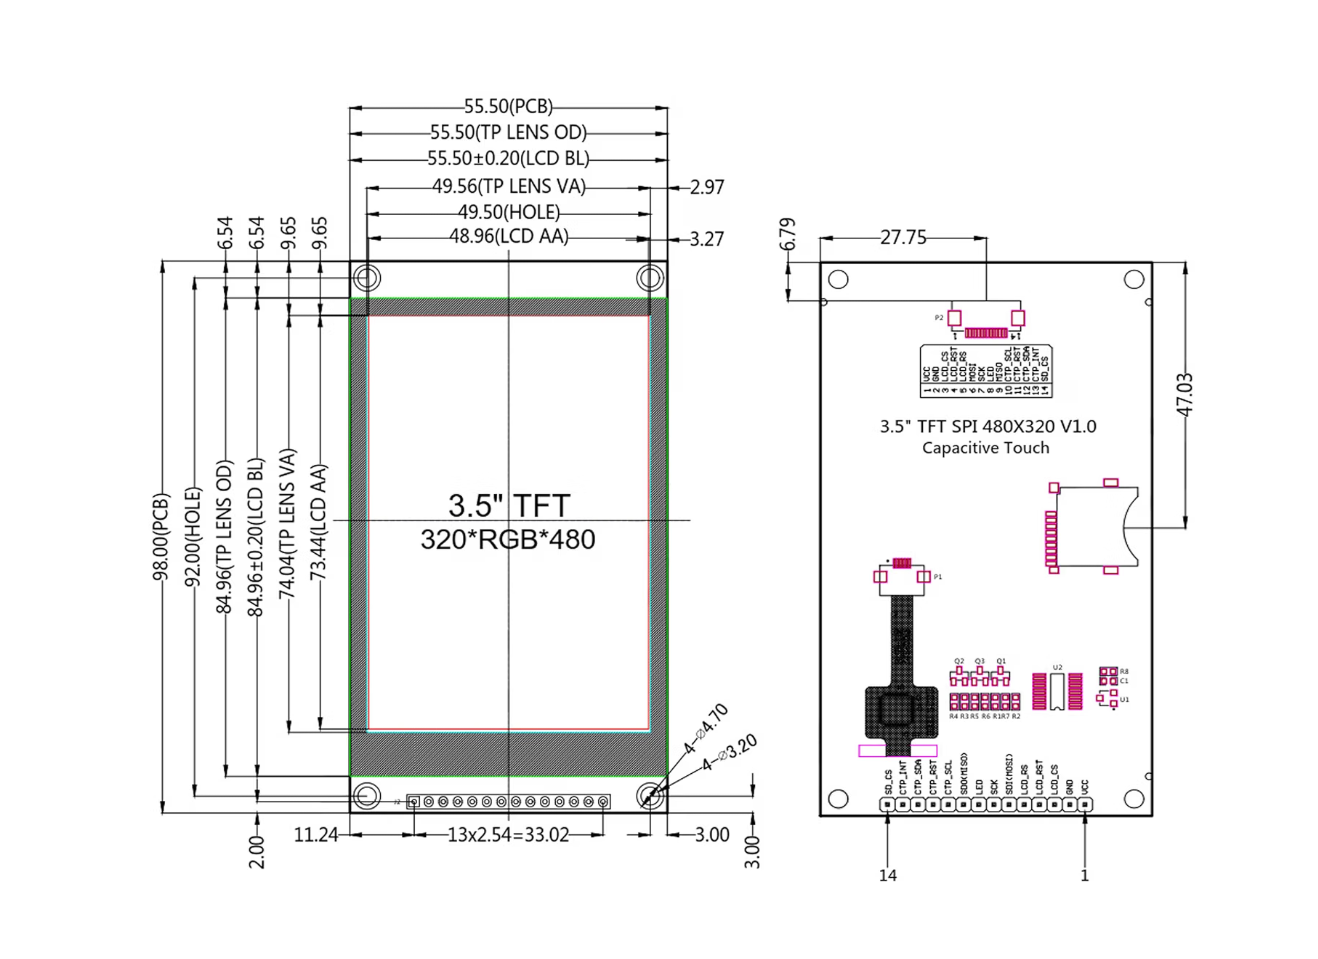 55.50(PCB)
55.50(TP LENS OD)
55.50±0.20(LCD BL)
49.56(TP LENS VA)
2.97
49.50(HOLE)
48.96(LCD AA)
3.27
6.54
6.54
9.65
9.65
98.00(PCB)
92.00(HOLE)
84.96(TP LENS OD)
84.96±0.20(LCD BL)
74.04(TP LENS VA)
73.44(LCD AA)
3.5" TFT
320*RGB*480
4-⌀4.70
4-⌀3.20
J2
11.24
13x2.54=33.02
3.00
2.00
3.00
6.79
27.75
47.03
P2
1
14
1 VCC
2 GND
3 LCD_CS
4 LCD_RST
5 LCD_RS
6 MOSI
7 SCK
8 LED
9 MISO
10 CTP_SCL
11 CTP_RST
12 CTP_SDA
13 CTP_INT
14 SD_CS
3.5" TFT SPI 480X320 V1.0
Capacitive Touch
P1
Q2 Q3 Q1
U2
R8
C1
U1
R4 R3 R5 R6 R1 R7 R2
SD_CS
CTP_INT
CTP_SDA
CTP_RST
CTP_SCL
SDO(MISO)
LED
SCK
SDI(MOSI)
LCD_RS
LCD_RST
LCD_CS
GND
VCC
14
1